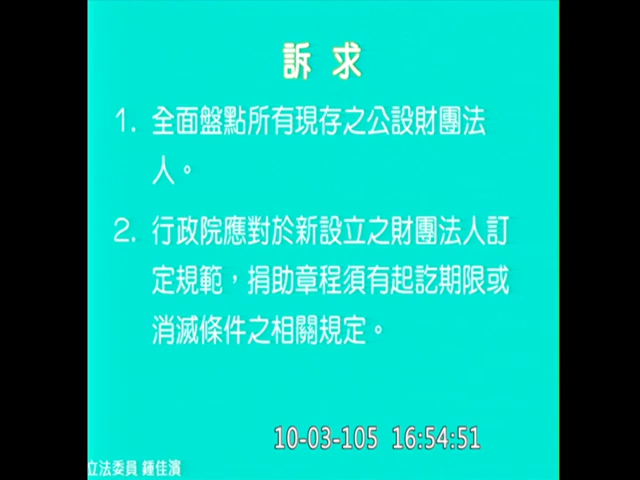 訴 求
1. 全面盤點所有現存之公設財團法
人。
2. 行政院應對於新設立之財團法人訂
定規範，捐助章程須有起訖期限或
消滅條件之相關規定。
10-03-105 16:54:51
立法委員 鍾佳濱